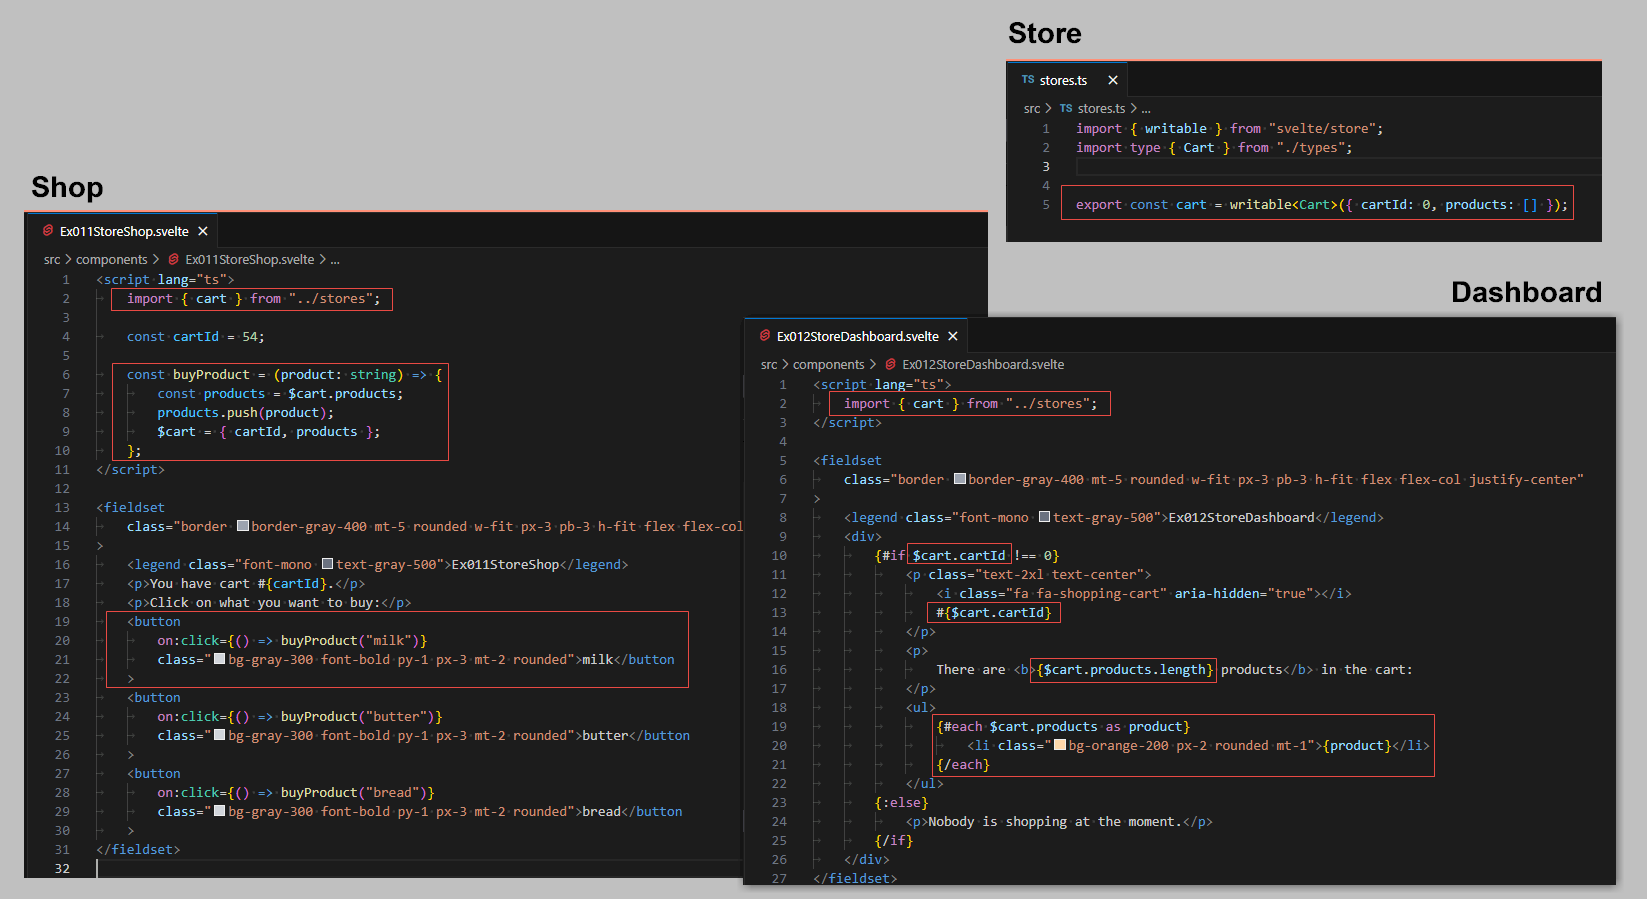 Store
TS stores.ts ×
src > TS stores.ts > ...
1 import { writable } from "svelte/store";
2 import type { Cart } from "./types";
3
4
5 export const cart = writable<Cart>({ cartId: 0, products: [] });
Shop
Ex011StoreShop.svelte ×
src > components > Ex011StoreShop.svelte > ...
1 <script lang="ts">
2 import { cart } from "../stores";
3
4 const cartId = 54;
5
6 const buyProduct = (product: string) => {
7 const products = $cart.products;
8 products.push(product);
9 $cart = { cartId, products };
10 };
11 </script>
12
13 <fieldset
14 class="border border-gray-400 mt-5 rounded w-fit px-3 pb-3 h-fit flex flex-col
15 >
16 <legend class="font-mono text-gray-500">Ex011StoreShop</legend>
17 <p>You have cart #{cartId}.</p>
18 <p>Click on what you want to buy:</p>
19 <button
20 on:click={() => buyProduct("milk")}
21 class="bg-gray-300 font-bold py-1 px-3 mt-2 rounded">milk</button
22 >
23 <button
24 on:click={() => buyProduct("butter")}
25 class="bg-gray-300 font-bold py-1 px-3 mt-2 rounded">butter</button
26 >
27 <button
28 on:click={() => buyProduct("bread")}
29 class="bg-gray-300 font-bold py-1 px-3 mt-2 rounded">bread</button
30 >
31 </fieldset>
32
Dashboard
Ex012StoreDashboard.svelte ×
src > components > Ex012StoreDashboard.svelte
1 <script lang="ts">
2 import { cart } from "../stores";
3 </script>
4
5 <fieldset
6 class="border border-gray-400 mt-5 rounded w-fit px-3 pb-3 h-fit flex flex-col justify-center"
7 >
8 <legend class="font-mono text-gray-500">Ex012StoreDashboard</legend>
9 <div>
10 {#if $cart.cartId !== 0}
11 <p class="text-2xl text-center">
12 <i class="fa fa-shopping-cart" aria-hidden="true"></i>
13 #{$cart.cartId}
14 </p>
15 <p>
16 There are <b>{$cart.products.length} products</b> in the cart:
17 </p>
18 <ul>
19 {#each $cart.products as product}
20 <li class="bg-orange-200 px-2 rounded mt-1">{product}</li>
21 {/each}
22 </ul>
23 {:else}
24 <p>Nobody is shopping at the moment.</p>
25 {/if}
26 </div>
27 </fieldset>